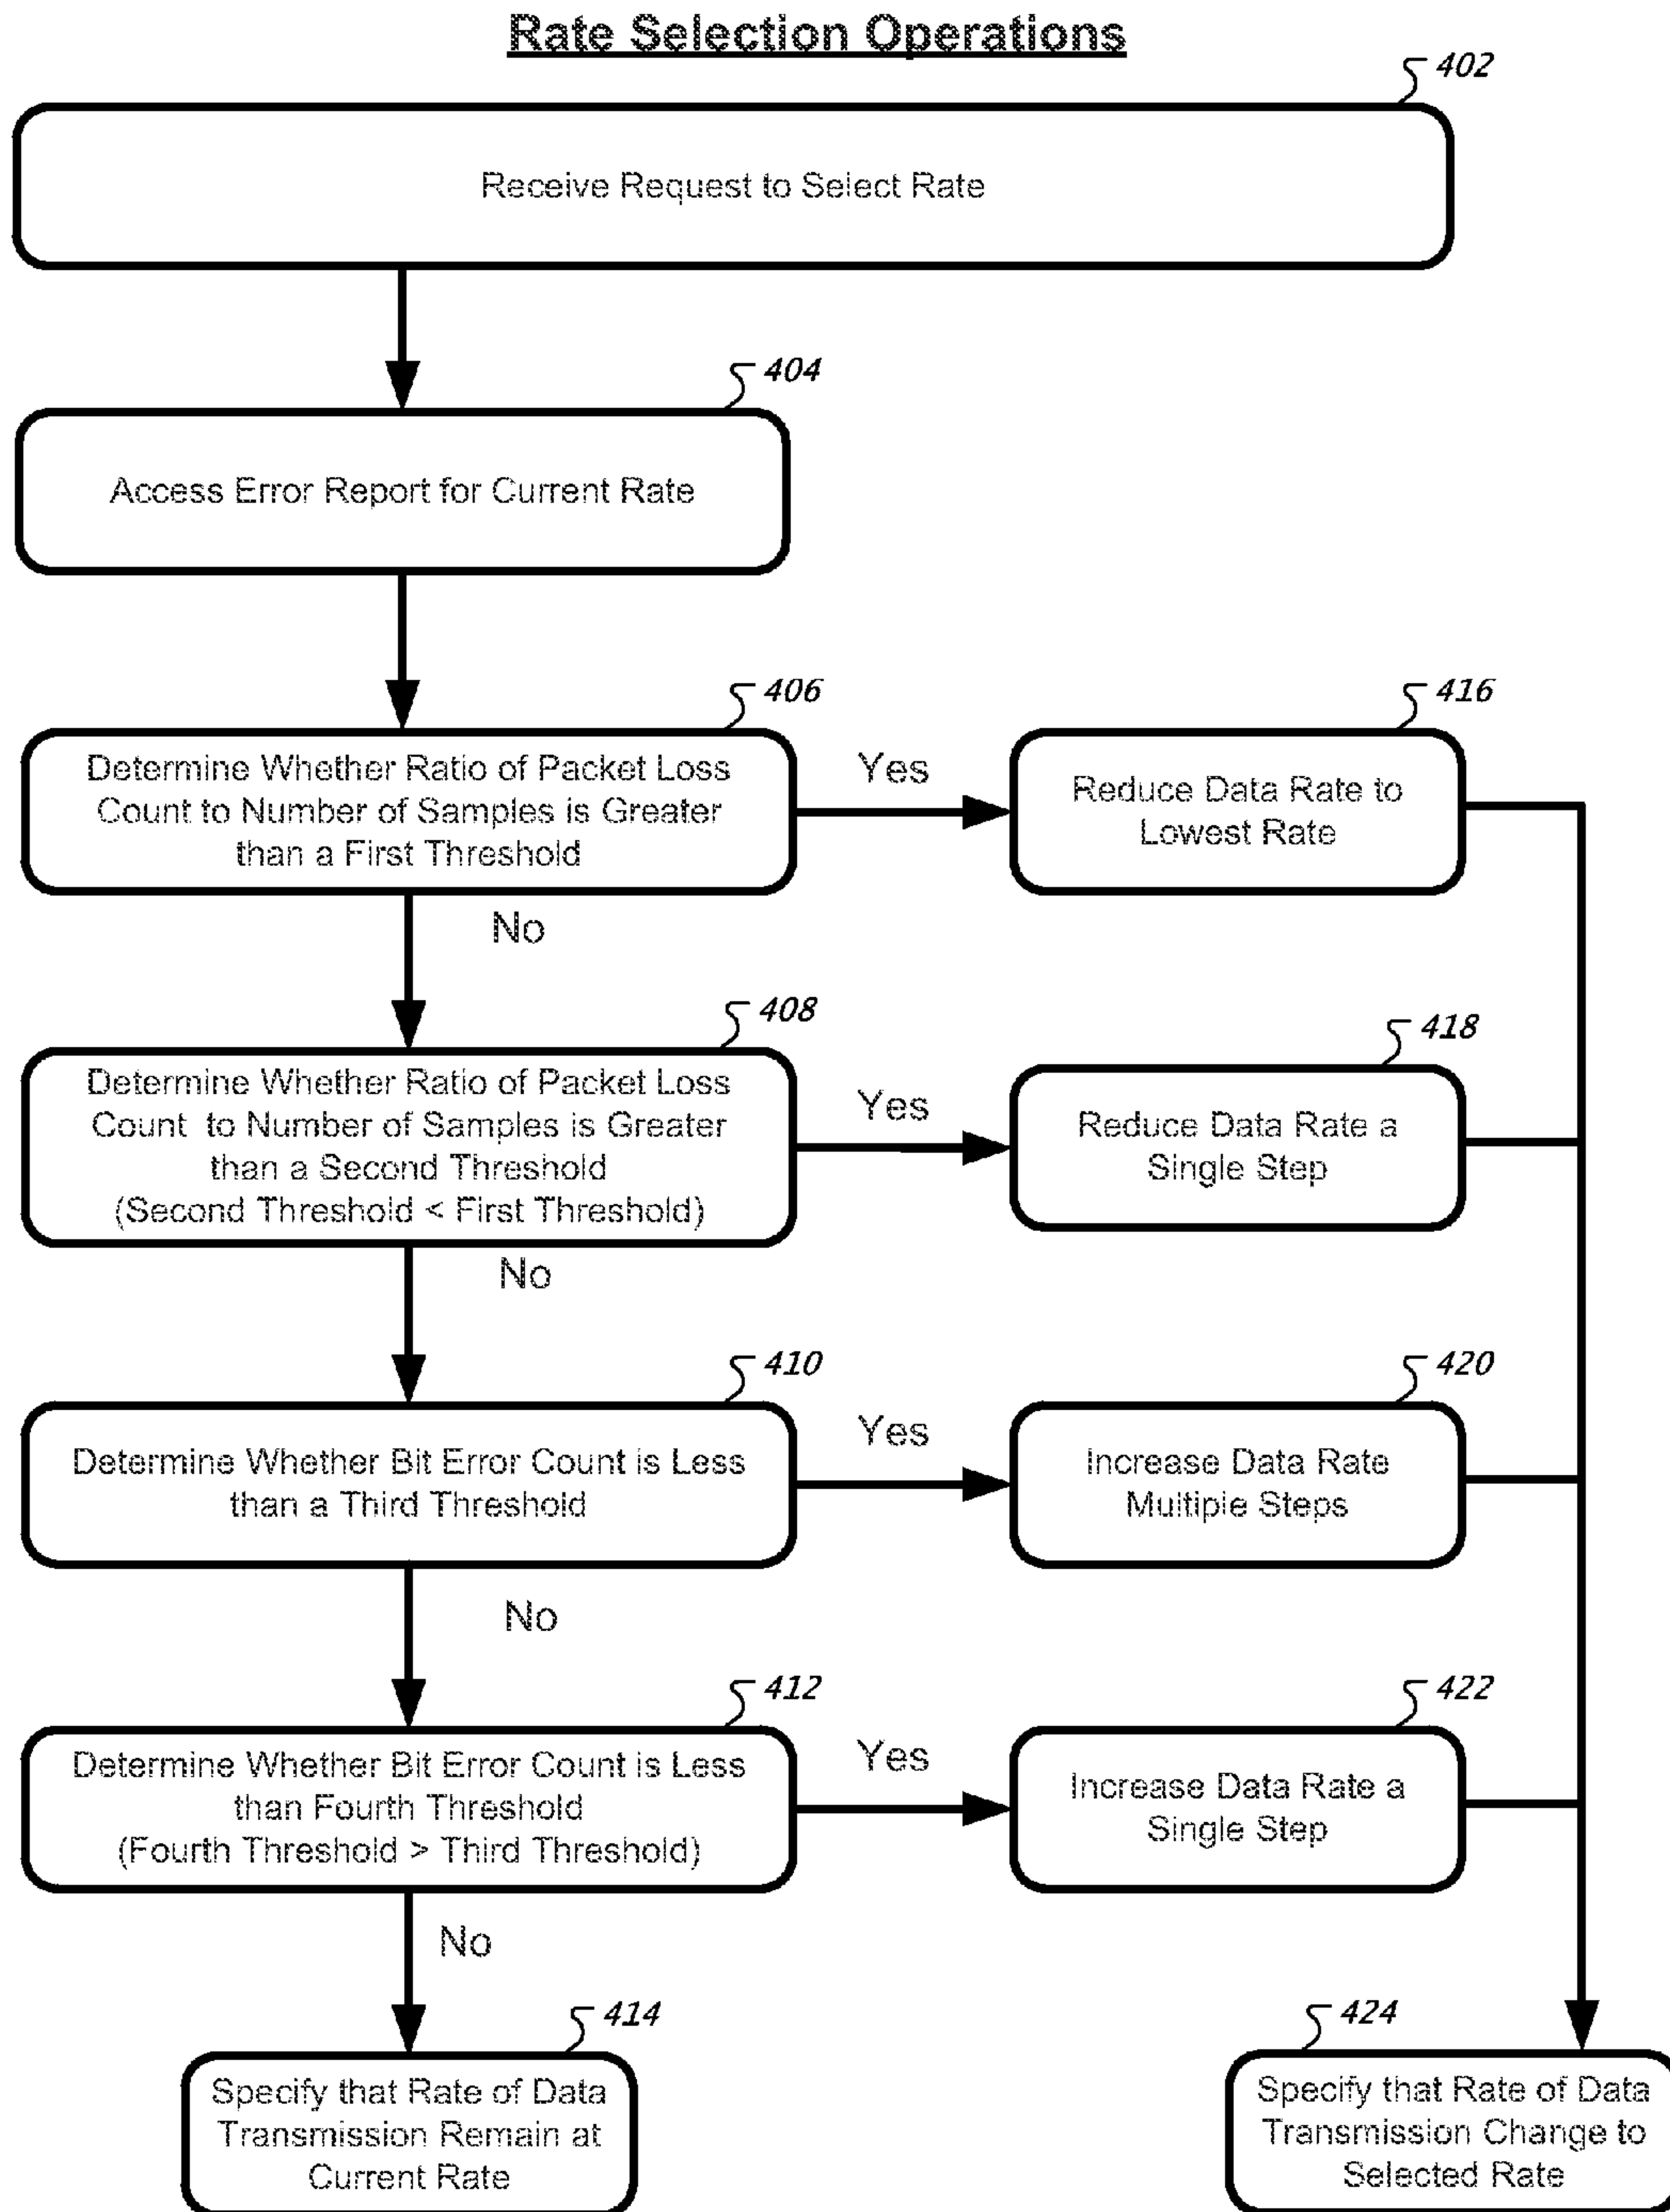 Rate Selection Operations
402
Receive Request to Select Rate
404
Access Error Report for Current Rate
406
Determine Whether Ratio of Packet Loss
Count to Number of Samples is Greater
than a First Threshold
Yes
416
Reduce Data Rate to
Lowest Rate
No
408
Determine Whether Ratio of Packet Loss
Count to Number of Samples is Greater
than a Second Threshold
(Second Threshold < First Threshold)
Yes
418
Reduce Data Rate a
Single Step
No
410
Determine Whether Bit Error Count is Less
than a Third Threshold
Yes
420
Increase Data Rate
Multiple Steps
No
412
Determine Whether Bit Error Count is Less
than Fourth Threshold
(Fourth Threshold > Third Threshold)
Yes
422
Increase Data Rate a
Single Step
No
414
Specify that Rate of Data
Transmission Remain at
Current Rate
424
Specify that Rate of Data
Transmission Change to
Selected Rate